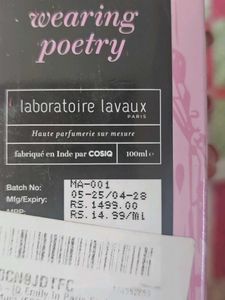 wearing
poetry
laboratoire lavaux
PARIS
Haute parfumerie sur mesure
fabriqué en Inde par COSIQ 100ml ℮
Batch No: MA-001
Mfg/Expiry: 05-25/04-28
MRP: RS.1499.00
RS.14.99/Ml